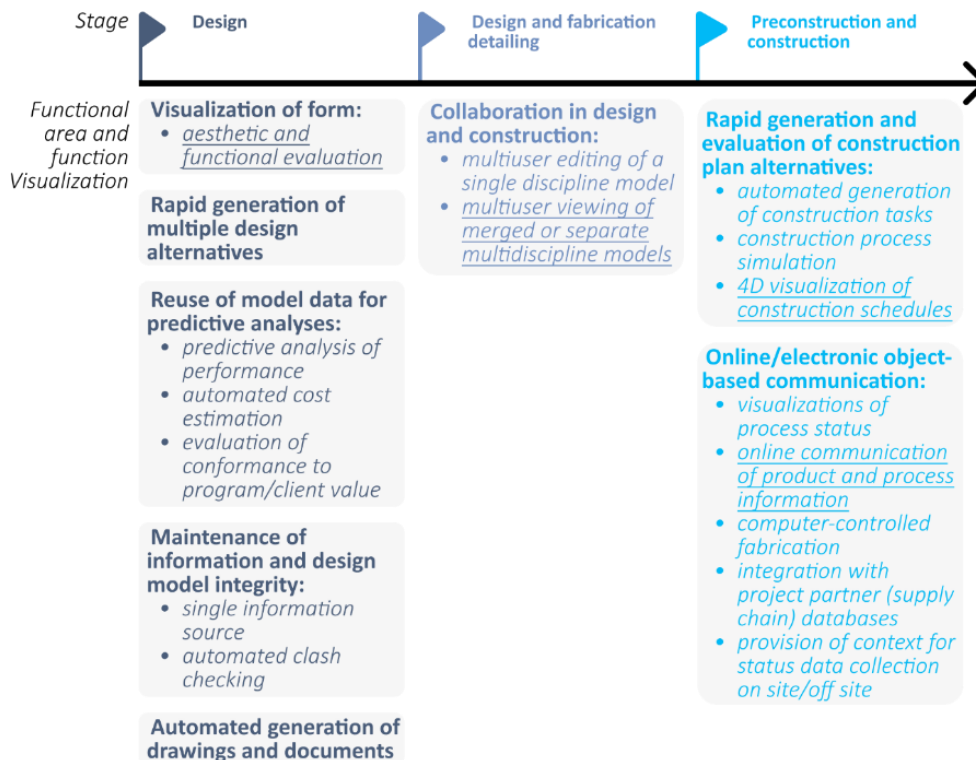 Stage
Design
Design and fabrication
detailing
Preconstruction and
construction
Functional
area and
function
Visualization
Visualization of form:
• aesthetic and
functional evaluation
Rapid generation of
multiple design
alternatives
Reuse of model data for
predictive analyses:
• predictive analysis of
performance
• automated cost
estimation
• evaluation of
conformance to
program/client value
Maintenance of
information and design
model integrity:
• single information
source
• automated clash
checking
Automated generation of
drawings and documents
Collaboration in design
and construction:
• multiuser editing of a
single discipline model
• multiuser viewing of
merged or separate
multidiscipline models
Rapid generation and
evaluation of construction
plan alternatives:
• automated generation
of construction tasks
• construction process
simulation
• 4D visualization of
construction schedules
Online/electronic object-
based communication:
• visualizations of
process status
• online communication
of product and process
information
• computer-controlled
fabrication
• integration with
project partner (supply
chain) databases
• provision of context for
status data collection
on site/off site